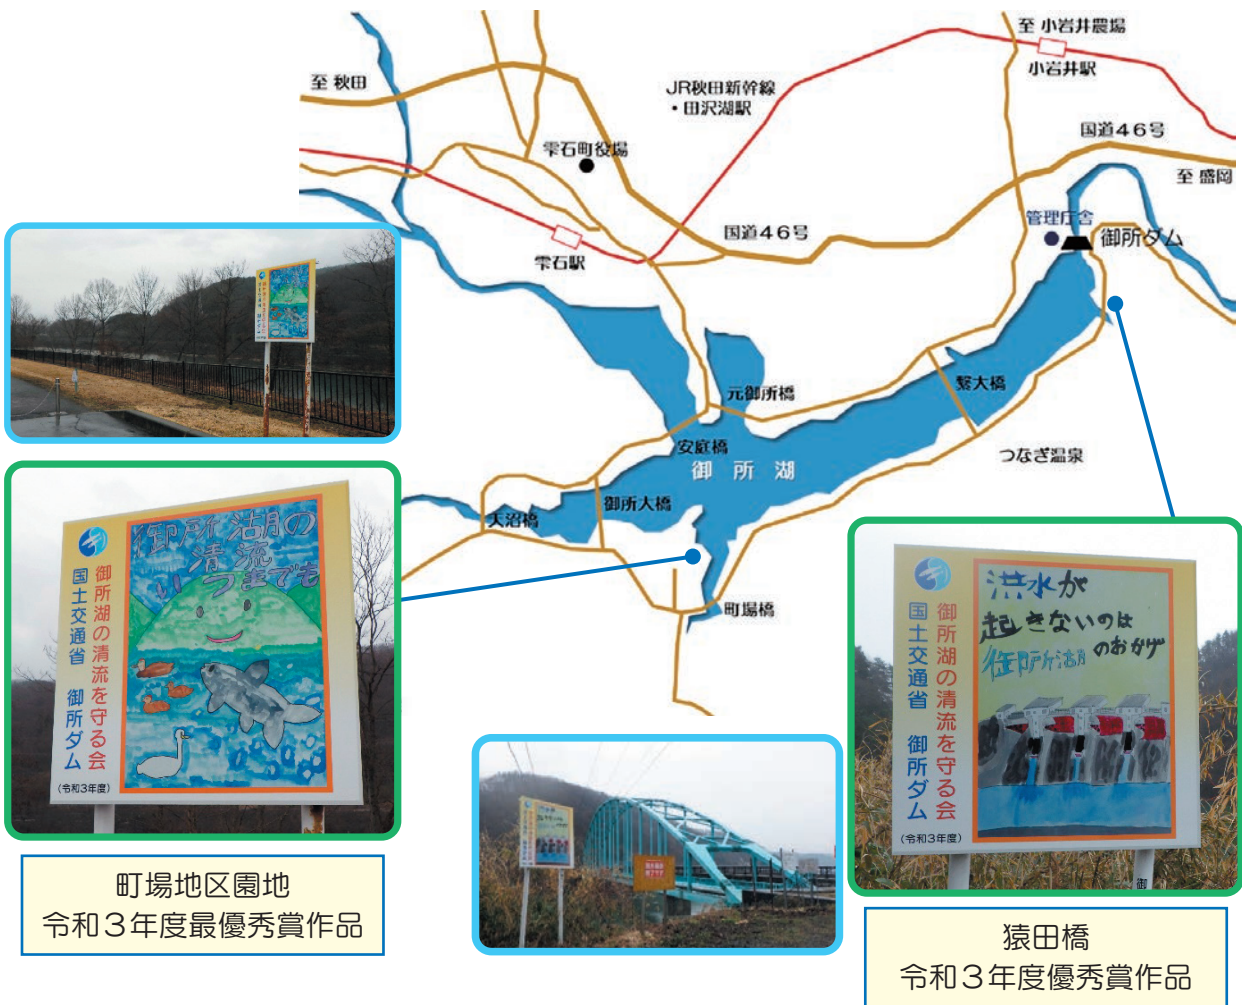 至 小岩井農場
小岩井駅
至 秋田
JR秋田新幹線
・田沢湖駅
国道46号
雫石町役場
至 盛岡
管理庁舎
御所ダム
国道46号
雫石駅
元御所橋
繋大橋
安庭橋
つなぎ温泉
御所湖
御所大橋
天沼橋
町場橋
御所湖の
清流
いつまでも
御所湖の清流を守る会
国土交通省 御所ダム
(令和3年度)
洪水が
起きないのは
御所湖のおかげ
御所湖の清流を守る会
国土交通省 御所ダム
(令和3年度)
御
町場地区園地
令和3年度最優秀賞作品
猿田橋
令和3年度優秀賞作品